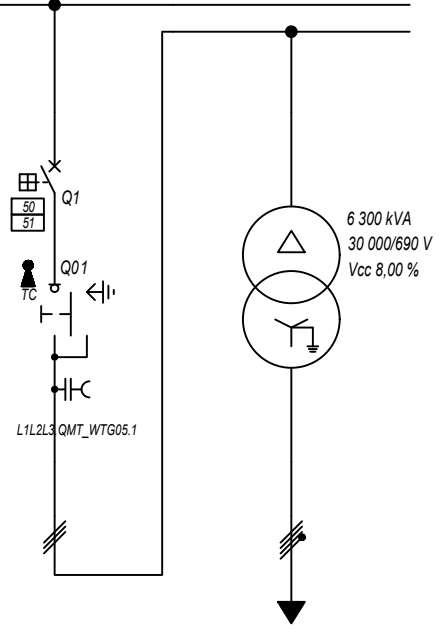 Q1
50
51
Q01
TC
L1L2L3.QMT_WTG05.1
6 300 kVA
30 000/690 V
Vcc 8,00 %